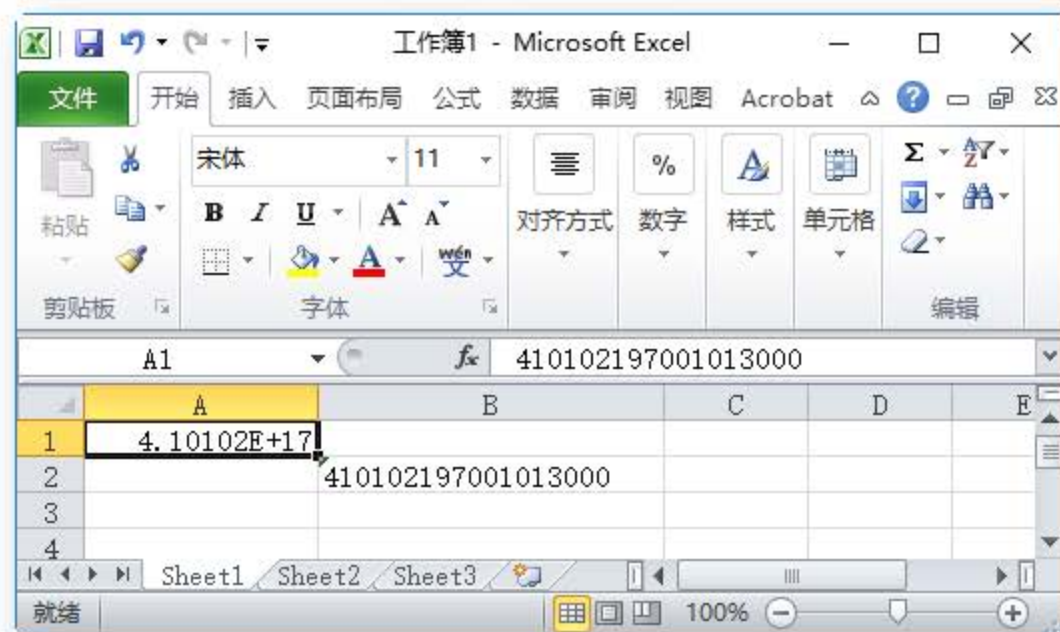 工作簿1 - Microsoft Excel
文件 开始 插入 页面布局 公式 数据 审阅 视图 Acrobat
粘贴
宋体 11
B I U A A wén 文
对齐方式 数字 样式 单元格
% A Σ A Z
剪贴板 字体 编辑
A1 fx 410102197001013000
A B C D E
1 4.10102E+17
2 410102197001013000
3
4
Sheet1 Sheet2 Sheet3
就绪 100%